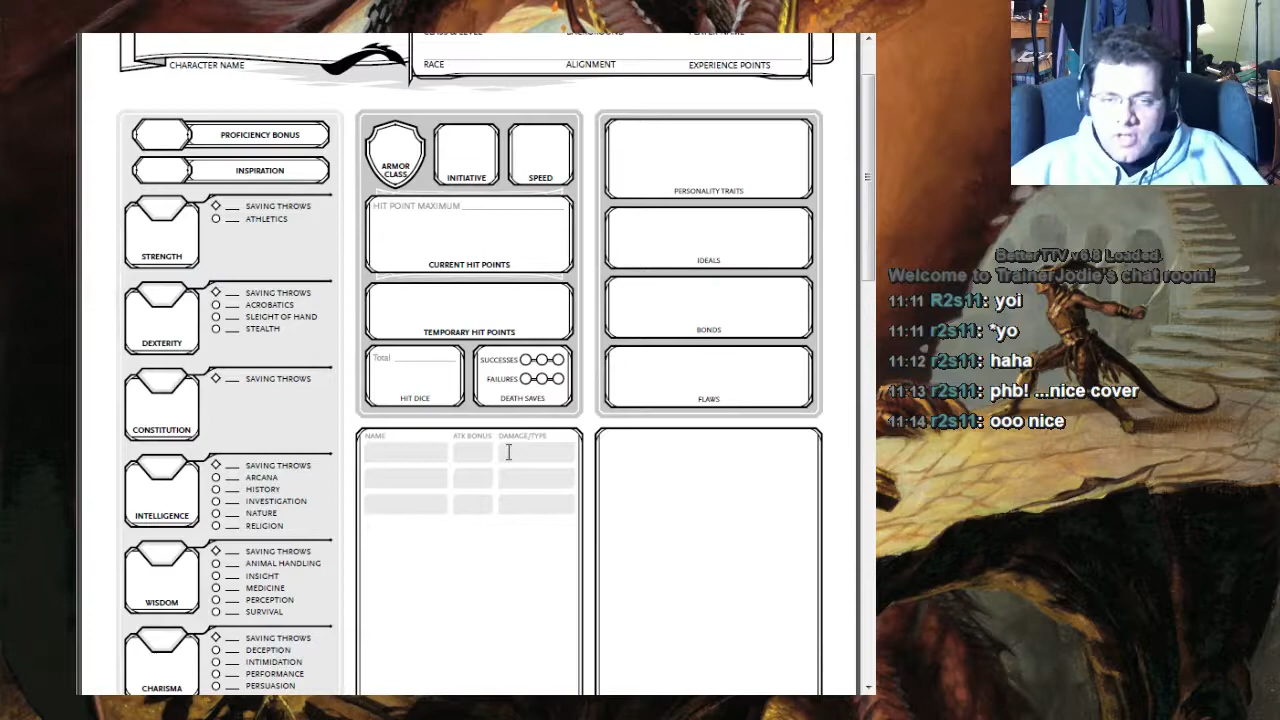 CLASS & LEVEL BACKGROUND PLAYER NAME
CHARACTER NAME
RACE ALIGNMENT EXPERIENCE POINTS
PROFICIENCY BONUS
INSPIRATION
SAVING THROWS
ATHLETICS
STRENGTH
SAVING THROWS
ACROBATICS
SLEIGHT OF HAND
STEALTH
DEXTERITY
SAVING THROWS
CONSTITUTION
SAVING THROWS
ARCANA
HISTORY
INVESTIGATION
NATURE
RELIGION
INTELLIGENCE
SAVING THROWS
ANIMAL HANDLING
INSIGHT
MEDICINE
PERCEPTION
SURVIVAL
WISDOM
SAVING THROWS
DECEPTION
INTIMIDATION
PERFORMANCE
PERSUASION
CHARISMA
ARMOR
CLASS
INITIATIVE
SPEED
HIT POINT MAXIMUM
CURRENT HIT POINTS
TEMPORARY HIT POINTS
Total
HIT DICE
SUCCESSES
FAILURES
DEATH SAVES
NAME ATK BONUS DAMAGE/TYPE
PERSONALITY TRAITS
IDEALS
BONDS
FLAWS
BetterTTV v6.8 Loaded.
Welcome to TrainerJodie's chat room!
11:11 R2s11: yoi
11:11 r2s11: *yo
11:12 r2s11: haha
11:13 r2s11: phb! ...nice cover
11:14 r2s11: ooo nice